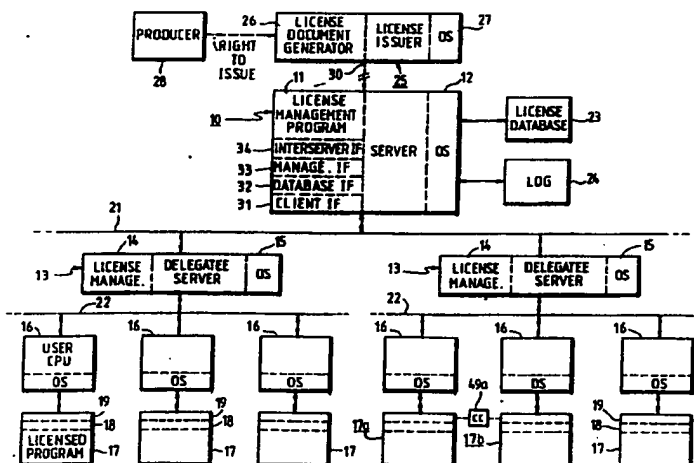 26
LICENSE DOCUMENT GENERATOR
LICENSE ISSUER
OS
27
PRODUCER
28
RIGHT TO ISSUE
30
25
11
12
10
LICENSE MANAGEMENT PROGRAM
34
INTERSERVER IF
33
MANAGE. IF
32
DATABASE IF
31
CLIENT IF
SERVER
OS
LICENSE DATABASE
23
LOG
24
21
14
15
13
LICENSE MANAGE.
DELEGATEE SERVER
OS
14
15
13
LICENSE MANAGE.
DELEGATEE SERVER
OS
22
22
16
USER CPU
OS
16
OS
16
OS
16
OS
16
OS
16
OS
49a
CC
19
18
LICENSED PROGRAM
17
19
18
17
17
17a
17b
19
18
17